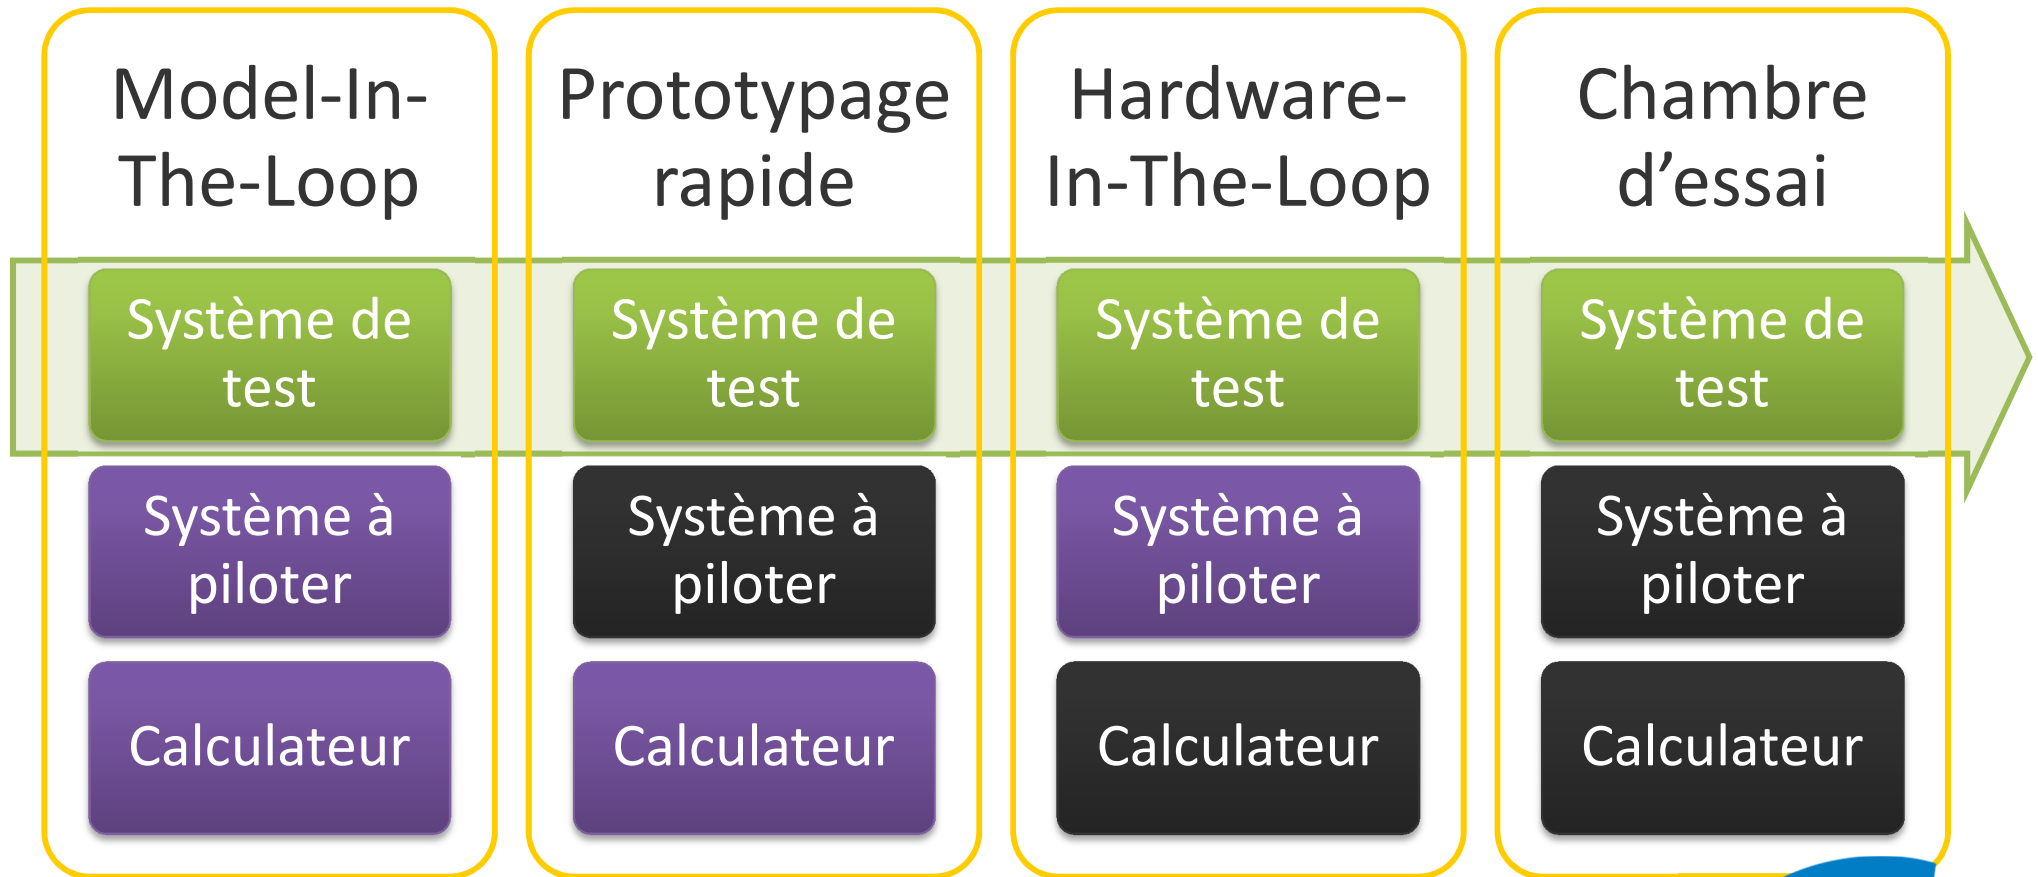 Model-In-
The-Loop
Système de
test
Système à
piloter
Calculateur
Prototypage
rapide
Système de
test
Système à
piloter
Calculateur
Hardware-
In-The-Loop
Système de
test
Système à
piloter
Calculateur
Chambre
d’essai
Système de
test
Système à
piloter
Calculateur